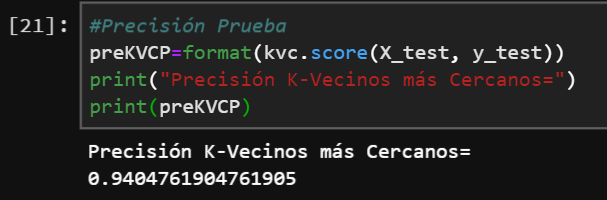 [21]: #Precisión Prueba
preKVCP=format(kvc.score(X_test, y_test))
print("Precisión K-Vecinos más Cercanos=")
print(preKVCP)
Precisión K-Vecinos más Cercanos=
0.9404761904761905